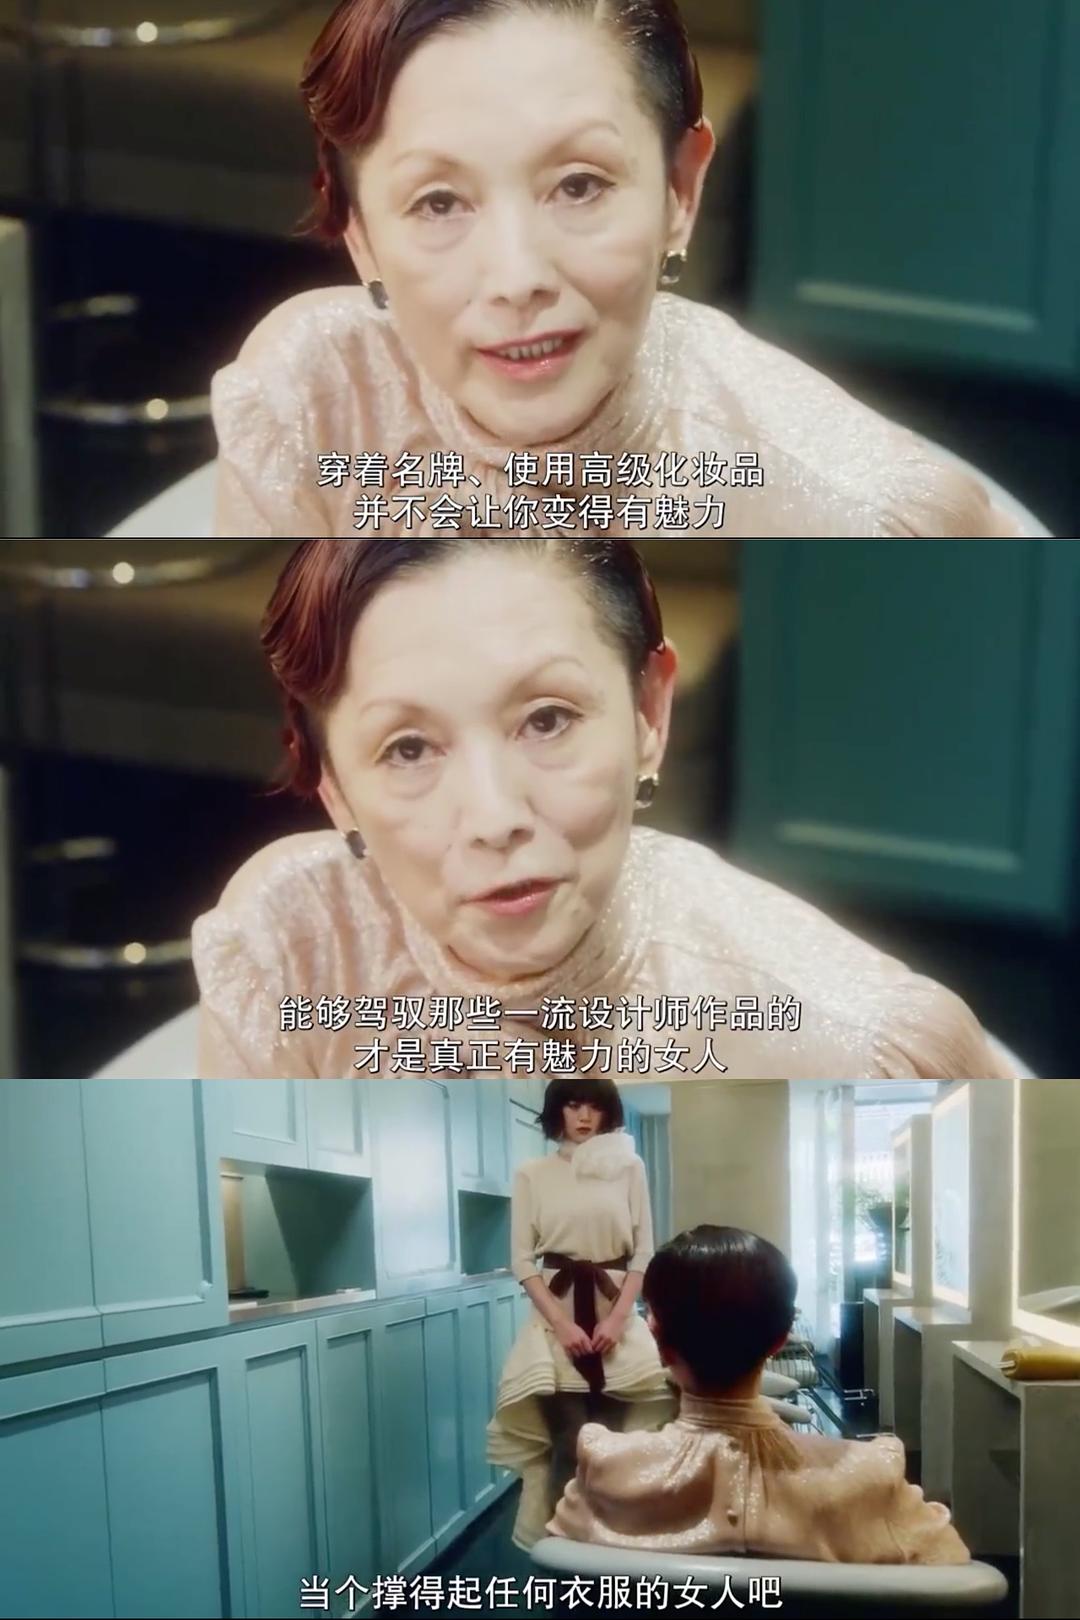 穿着名牌、使用高级化妆品
并不会让你变得有魅力
能够驾驭那些一流设计师作品的
才是真正有魅力的女人
当个撑得起任何衣服的女人吧